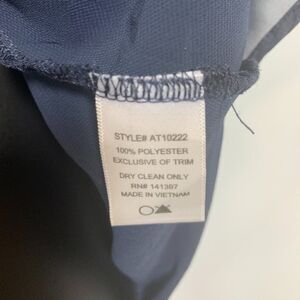 STYLE# AT10222
100% POLYESTER
EXCLUSIVE OF TRIM
DRY CLEAN ONLY
RN# 141397
MADE IN VIETNAM